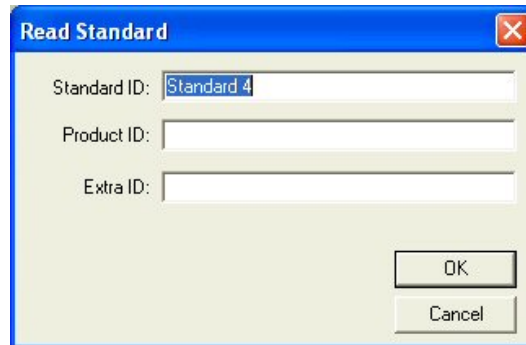 Read Standard
Standard ID: Standard 4
Product ID:
Extra ID:
OK
Cancel